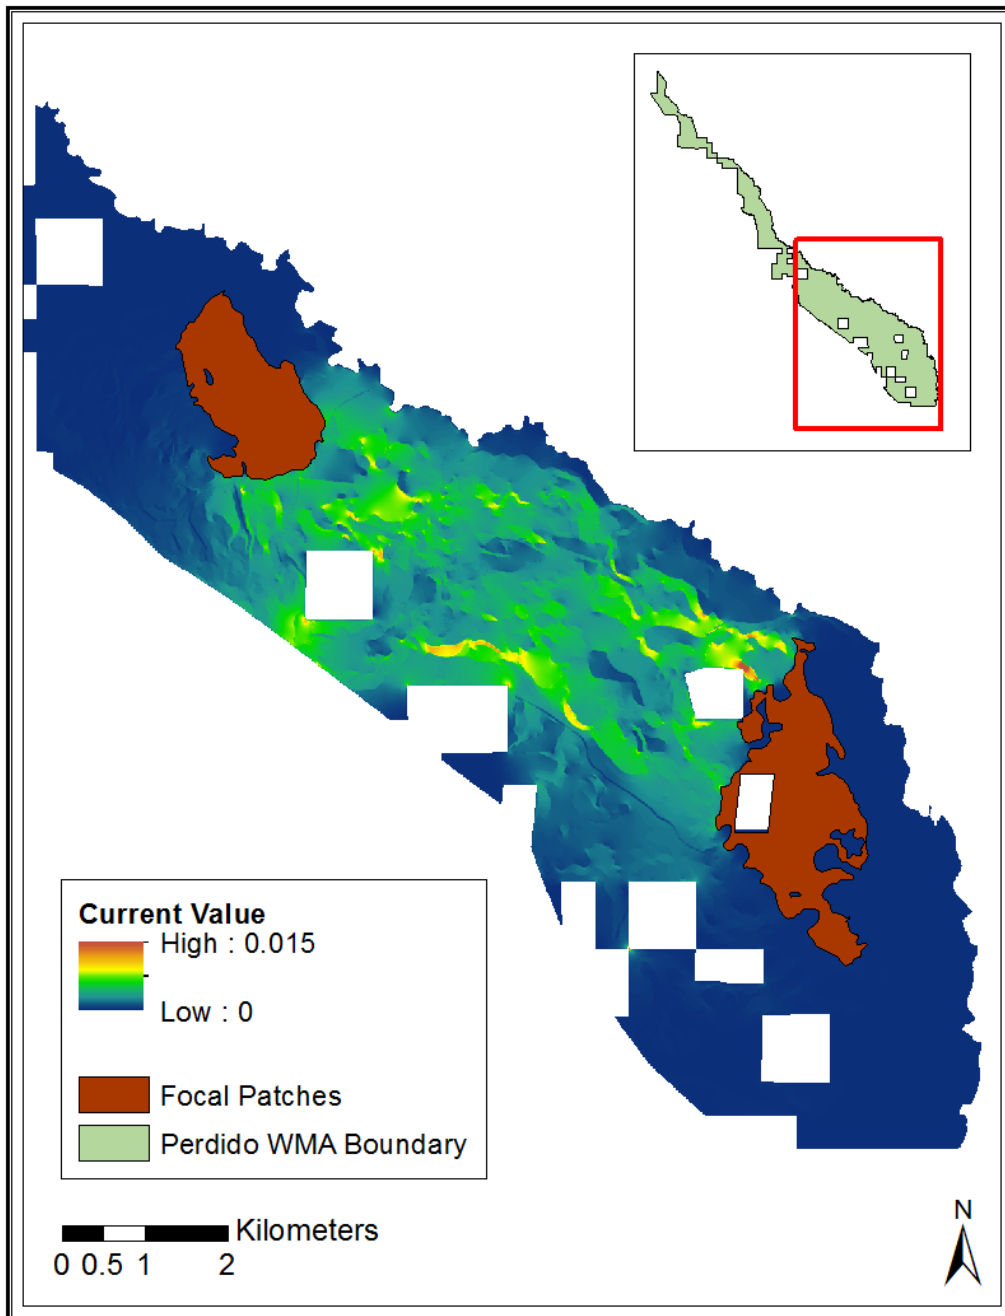 Current Value
High : 0.015
Low : 0
Focal Patches
Perdido WMA Boundary
Kilometers
0 0.5 1 2
N